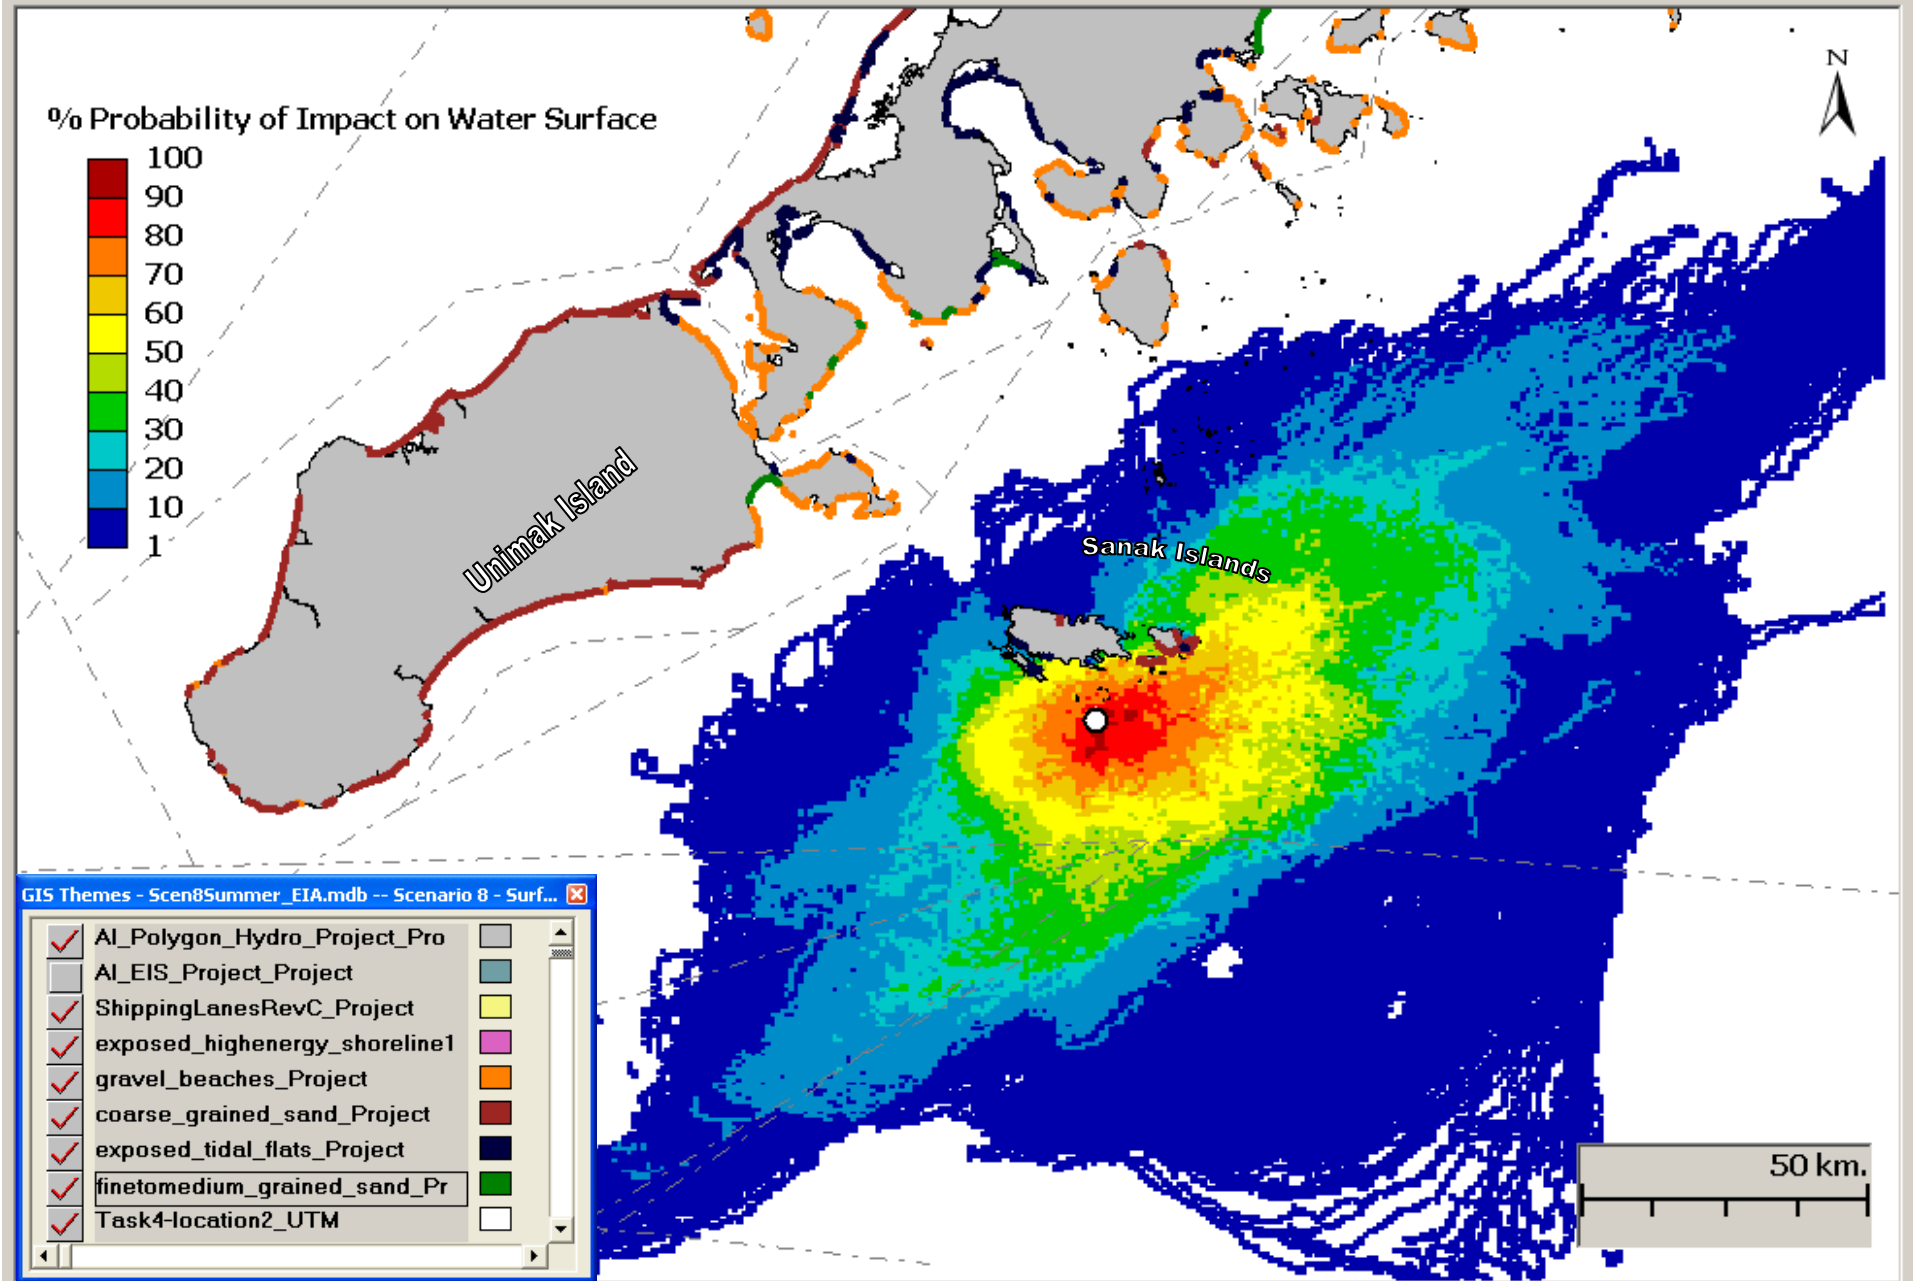 N
% Probability of Impact on Water Surface
100
90
80
70
60
50
40
30
20
10
1
Unimak Island
Sanak Islands
GIS Themes - Scen8Summer_EIA.mdb -- Scenario 8 - Surf...
AI_Polygon_Hydro_Project_Pro
AI_EIS_Project_Project
ShippingLanesRevC_Project
exposed_highenergy_shoreline1
gravel_beaches_Project
coarse_grained_sand_Project
exposed_tidal_flats_Project
finetomedium_grained_sand_Pr
Task4-location2_UTM
50 km.